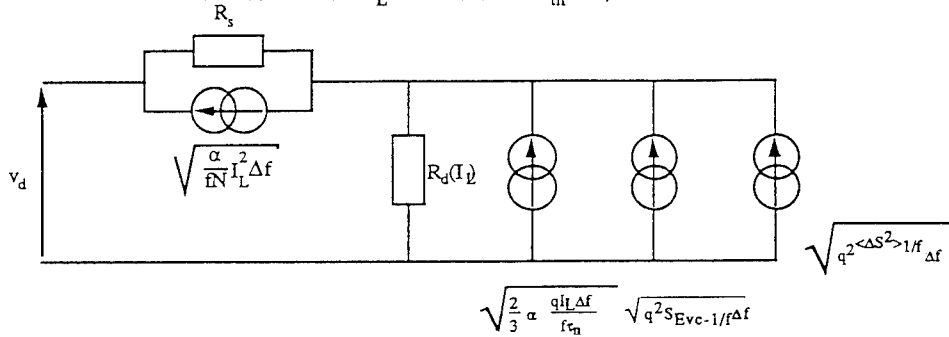 R_s
√(α/fN I_L^2 Δf)
v_d
R_d(I_L)
√(q^2 <ΔS^2>1/f Δf)
√(2/3 α qI_LΔf/fτ_n) √(q^2 S_Evc-1/f Δf)